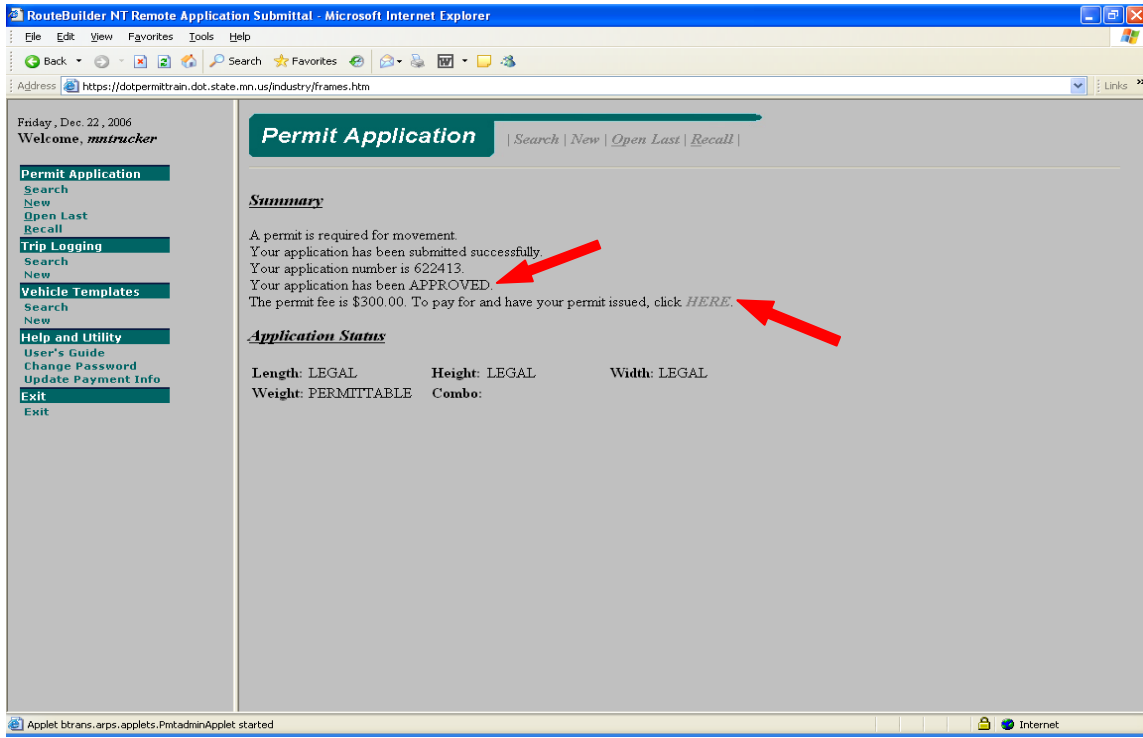 RouteBuilder NT Remote Application Submittal - Microsoft Internet Explorer
File Edit View Favorites Tools Help
Back Search Favorites
Address https://dotpermittrain.dot.state.mn.us/industry/frames.htm Links »
Friday , Dec. 22 , 2006
Welcome, mntrucker
Permit Application
Search
New
Open Last
Recall
Trip Logging
Search
New
Vehicle Templates
Search
New
Help and Utility
User's Guide
Change Password
Update Payment Info
Exit
Exit
Permit Application | Search | New | Open Last | Recall |
Summary
A permit is required for movement.
Your application has been submitted successfully.
Your application number is 622413.
Your application has been APPROVED.
The permit fee is $300.00. To pay for and have your permit issued, click HERE.
Application Status
Length: LEGAL Height: LEGAL Width: LEGAL
Weight: PERMITTABLE Combo:
Applet btrans.arps.applets.PmtadminApplet started Internet